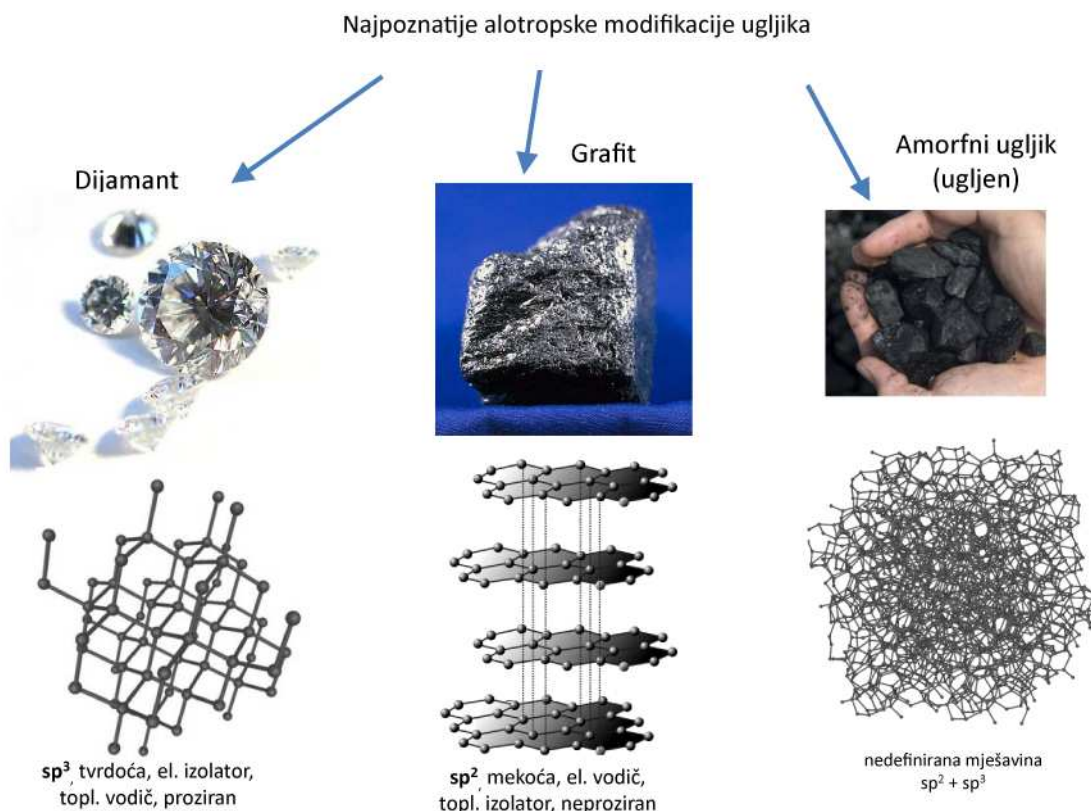 Najpoznatije alotropske modifikacije ugljika
Dijamant
Grafit
Amorfni ugljik
(ugljen)
sp³, tvrdoća, el. izolator,
topl. vodič, proziran
sp², mekoća, el. vodič,
topl. izolator, neproziran
nedefinirana mješavina
sp² + sp³